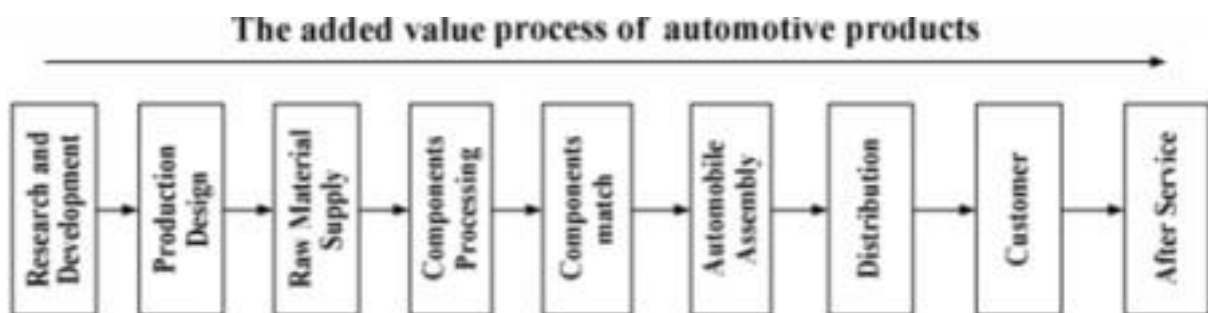 The added value process of automotive products
Research and
Development
Production
Design
Raw Material
Supply
Components
Processing
Components
match
Automobile
Assembly
Distribution
Customer
After Service